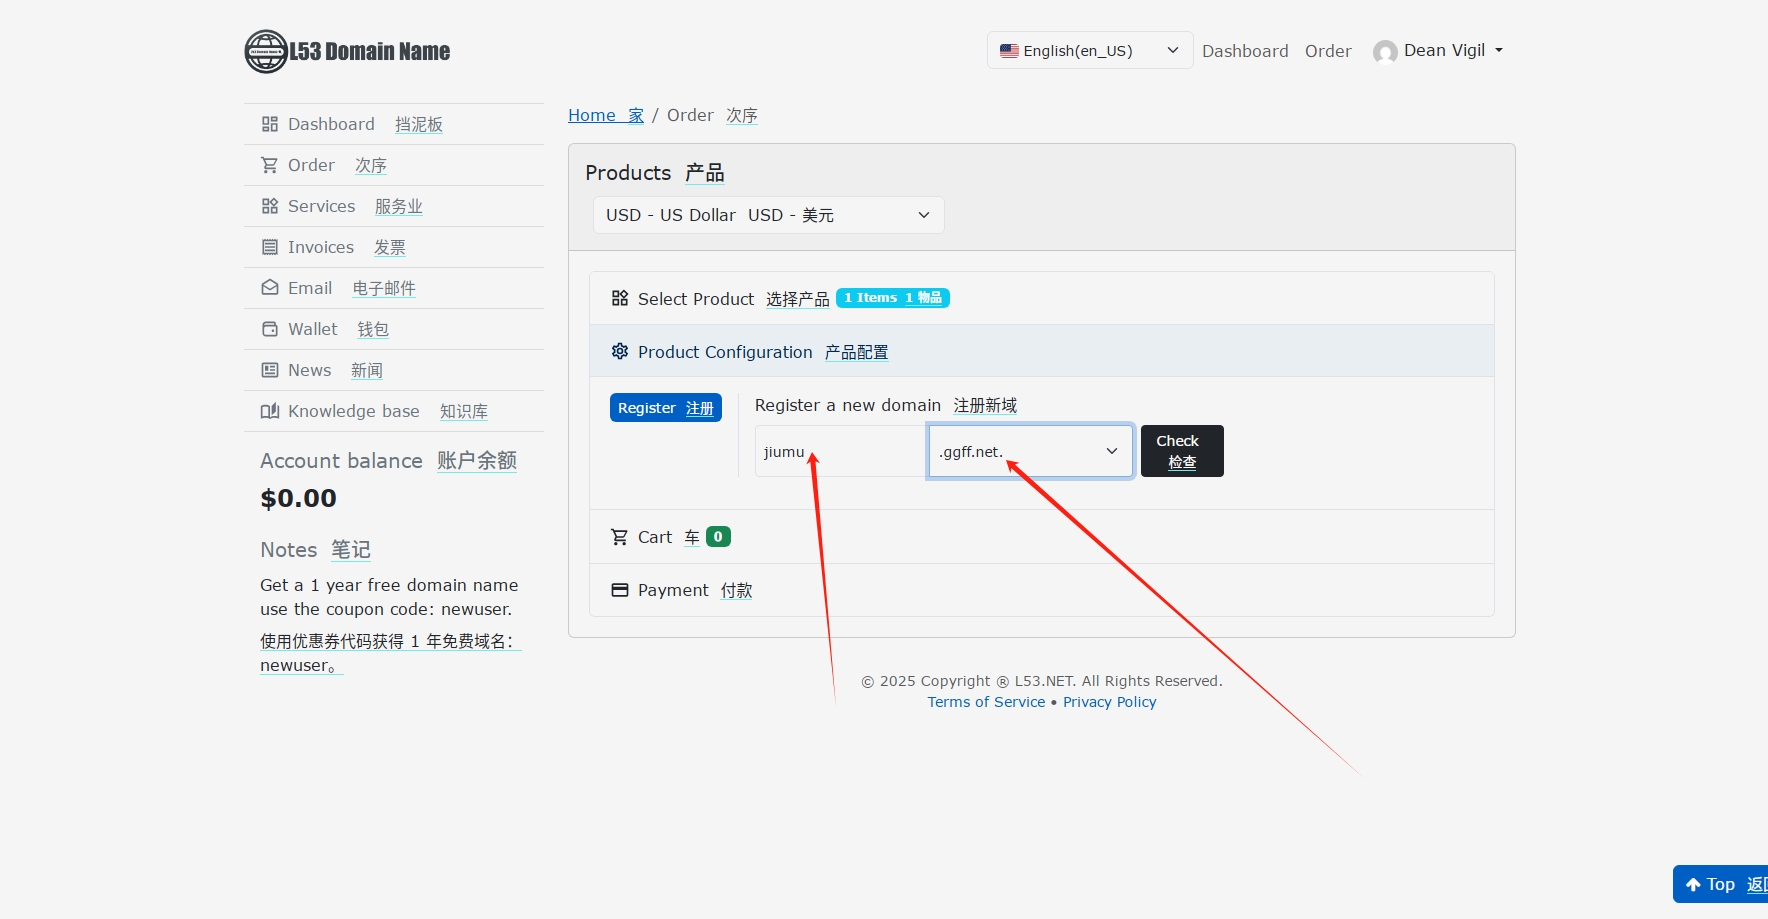 L53 Domain Name
English(en_US)
Dashboard
Order
Dean Vigil
Dashboard 挡泥板
Order 次序
Services 服务业
Invoices 发票
Email 电子邮件
Wallet 钱包
News 新闻
Knowledge base 知识库
Account balance 账户余额
$0.00
Notes 笔记
Get a 1 year free domain name
use the coupon code: newuser.
使用优惠券代码获得 1 年免费域名：
newuser。
Home 家 / Order 次序
Products 产品
USD - US Dollar USD - 美元
Select Product 选择产品 1 Items 1 物品
Product Configuration 产品配置
Register 注册
Register a new domain 注册新域
jiumu
.ggff.net.
Check
检查
Cart 车 0
Payment 付款
© 2025 Copyright ® L53.NET. All Rights Reserved.
Terms of Service • Privacy Policy
Top 返